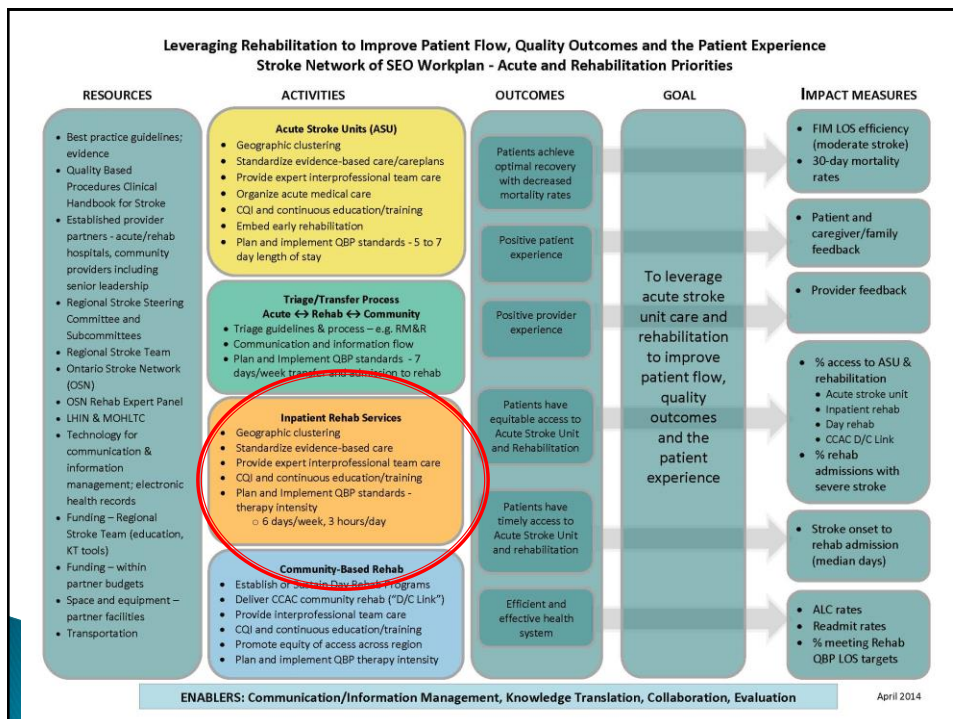 Leveraging Rehabilitation to Improve Patient Flow, Quality Outcomes and the Patient Experience
Stroke Network of SEO Workplan - Acute and Rehabilitation Priorities
RESOURCES
• Best practice guidelines;
evidence
• Quality Based
Procedures Clinical
Handbook for Stroke
• Established provider
partners - acute/rehab
hospitals, community
providers including
senior leadership
• Regional Stroke Steering
Committee and
Subcommittees
• Regional Stroke Team
• Ontario Stroke Network
(OSN)
• OSN Rehab Expert Panel
• LHIN & MOHLTC
• Technology for
communication &
information
management; electronic
health records
• Funding – Regional
Stroke Team (education,
KT tools)
• Funding – within
partner budgets
• Space and equipment –
partner facilities
• Transportation
ACTIVITIES
Acute Stroke Units (ASU)
• Geographic clustering
• Standardize evidence-based care/careplans
• Provide expert interprofessional team care
• Organize acute medical care
• CQI and continuous education/training
• Embed early rehabilitation
• Plan and implement QBP standards - 5 to 7
day length of stay
Triage/Transfer Process
Acute ↔ Rehab ↔ Community
• Triage guidelines & process – e.g. RM&R
• Communication and information flow
• Plan and Implement QBP standards - 7
days/week transfer and admission to rehab
Inpatient Rehab Services
• Geographic clustering
• Standardize evidence-based care
• Provide expert interprofessional team care
• CQI and continuous education/training
• Plan and Implement QBP standards -
therapy intensity
○ 6 days/week, 3 hours/day
Community-Based Rehab
• Establish or Sustain Day Rehab Programs
• Deliver CCAC community rehab ("D/C Link")
• Provide interprofessional team care
• CQI and continuous education/training
• Promote equity of access across region
• Plan and implement QBP therapy intensity
OUTCOMES
Patients achieve
optimal recovery
with decreased
mortality rates
Positive patient
experience
Positive provider
experience
Patients have
equitable access to
Acute Stroke Unit
and Rehabilitation
Patients have
timely access to
Acute Stroke Unit
and rehabilitation
Efficient and
effective health
system
GOAL
To leverage
acute stroke
unit care and
rehabilitation
to improve
patient flow,
quality
outcomes
and the
patient
experience
IMPACT MEASURES
• FIM LOS efficiency
(moderate stroke)
• 30-day mortality
rates
• Patient and
caregiver/family
feedback
• Provider feedback
• % access to ASU &
rehabilitation
• Acute stroke unit
• Inpatient rehab
• Day rehab
• CCAC D/C Link
• % rehab
admissions with
severe stroke
• Stroke onset to
rehab admission
(median days)
• ALC rates
• Readmit rates
• % meeting Rehab
QBP LOS targets
ENABLERS: Communication/Information Management, Knowledge Translation, Collaboration, Evaluation
April 2014